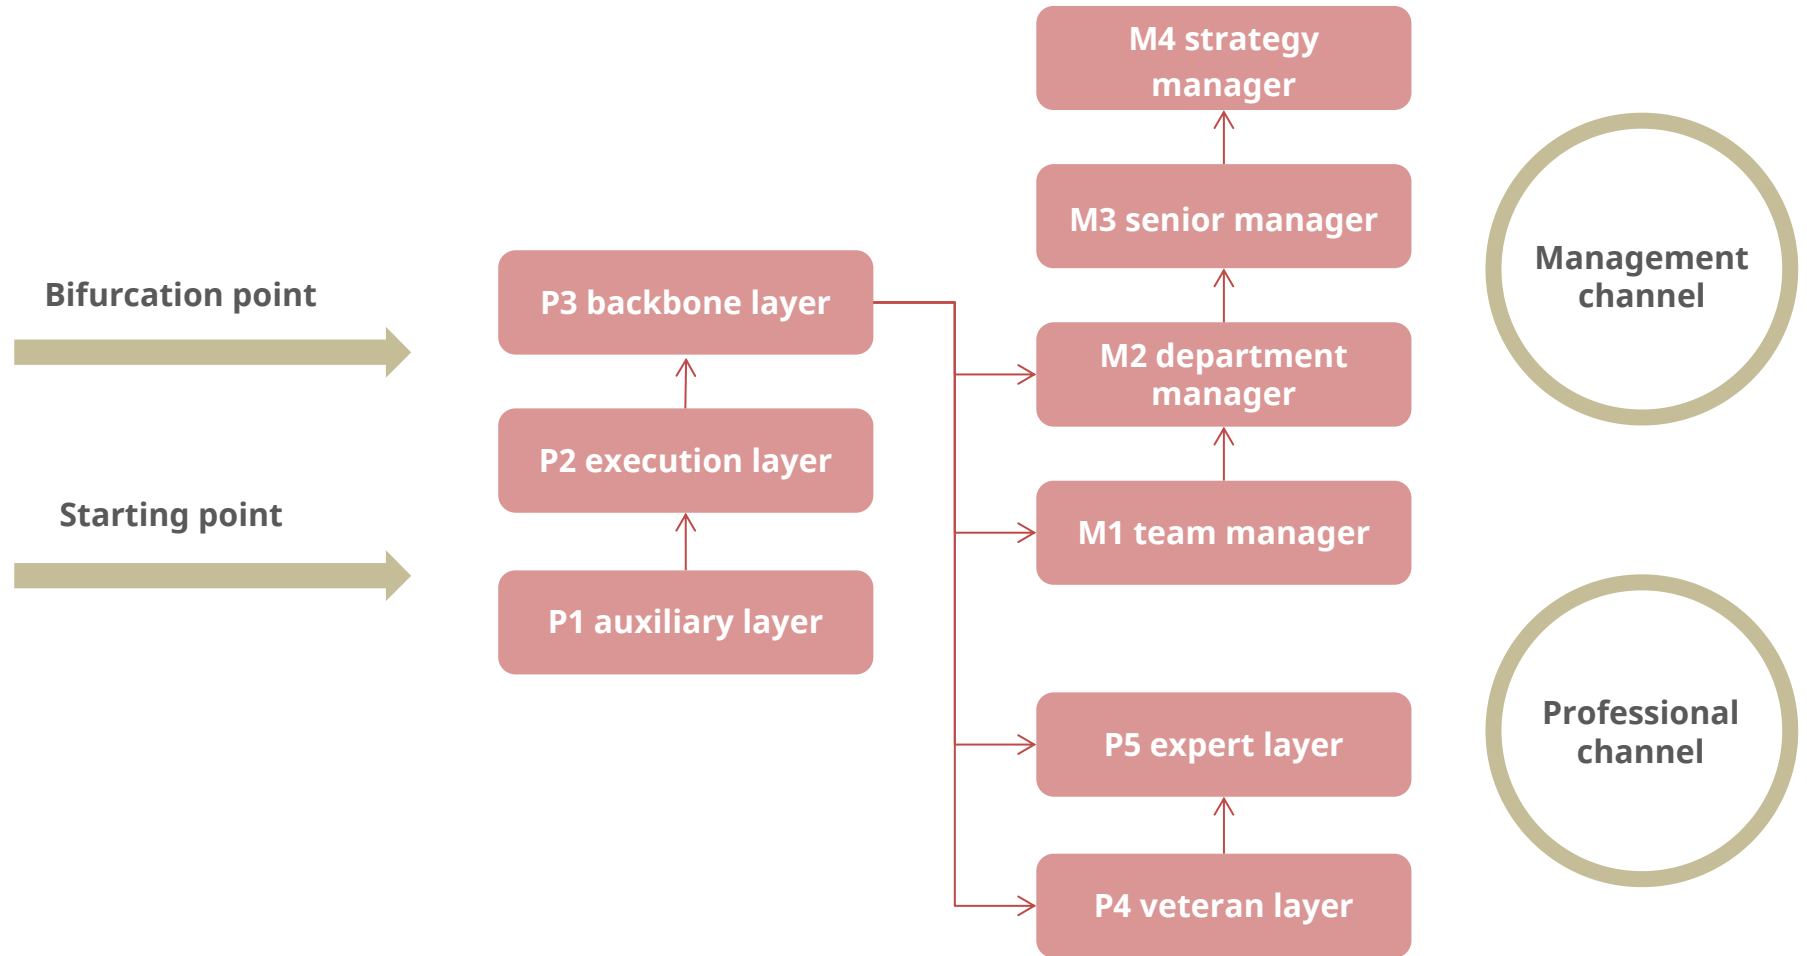 Bifurcation point
Starting point
P3 backbone layer
P2 execution layer
P1 auxiliary layer
M4 strategy
manager
M3 senior manager
M2 department
manager
M1 team manager
P5 expert layer
P4 veteran layer
Management
channel
Professional
channel